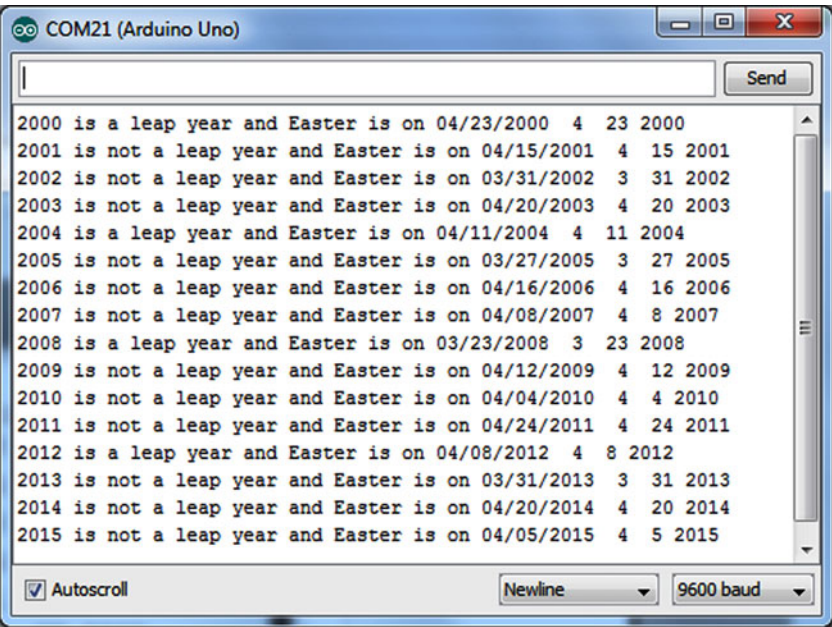 COM21 (Arduino Uno)
Send
2000 is a leap year and Easter is on 04/23/2000  4  23 2000
2001 is not a leap year and Easter is on 04/15/2001  4  15 2001
2002 is not a leap year and Easter is on 03/31/2002  3  31 2002
2003 is not a leap year and Easter is on 04/20/2003  4  20 2003
2004 is a leap year and Easter is on 04/11/2004  4  11 2004
2005 is not a leap year and Easter is on 03/27/2005  3  27 2005
2006 is not a leap year and Easter is on 04/16/2006  4  16 2006
2007 is not a leap year and Easter is on 04/08/2007  4  8 2007
2008 is a leap year and Easter is on 03/23/2008  3  23 2008
2009 is not a leap year and Easter is on 04/12/2009  4  12 2009
2010 is not a leap year and Easter is on 04/04/2010  4  4 2010
2011 is not a leap year and Easter is on 04/24/2011  4  24 2011
2012 is a leap year and Easter is on 04/08/2012  4  8 2012
2013 is not a leap year and Easter is on 03/31/2013  3  31 2013
2014 is not a leap year and Easter is on 04/20/2014  4  20 2014
2015 is not a leap year and Easter is on 04/05/2015  4  5 2015
Autoscroll
Newline
9600 baud